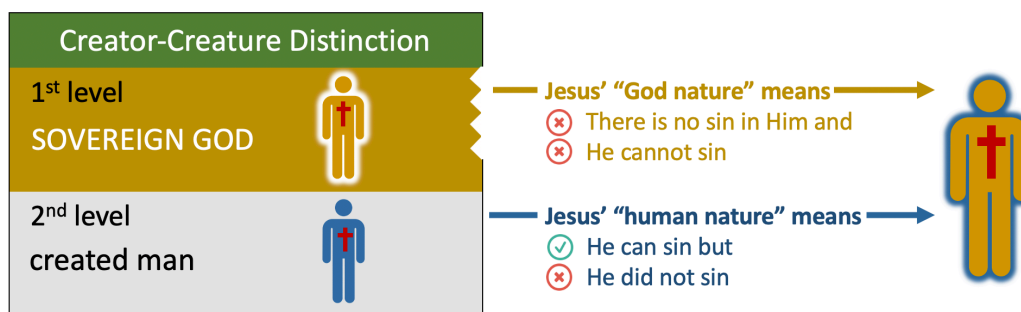 Creator-Creature Distinction
1st level
SOVEREIGN GOD
Jesus’ “God nature” means
There is no sin in Him and
He cannot sin
2nd level
created man
Jesus’ “human nature” means
He can sin but
He did not sin